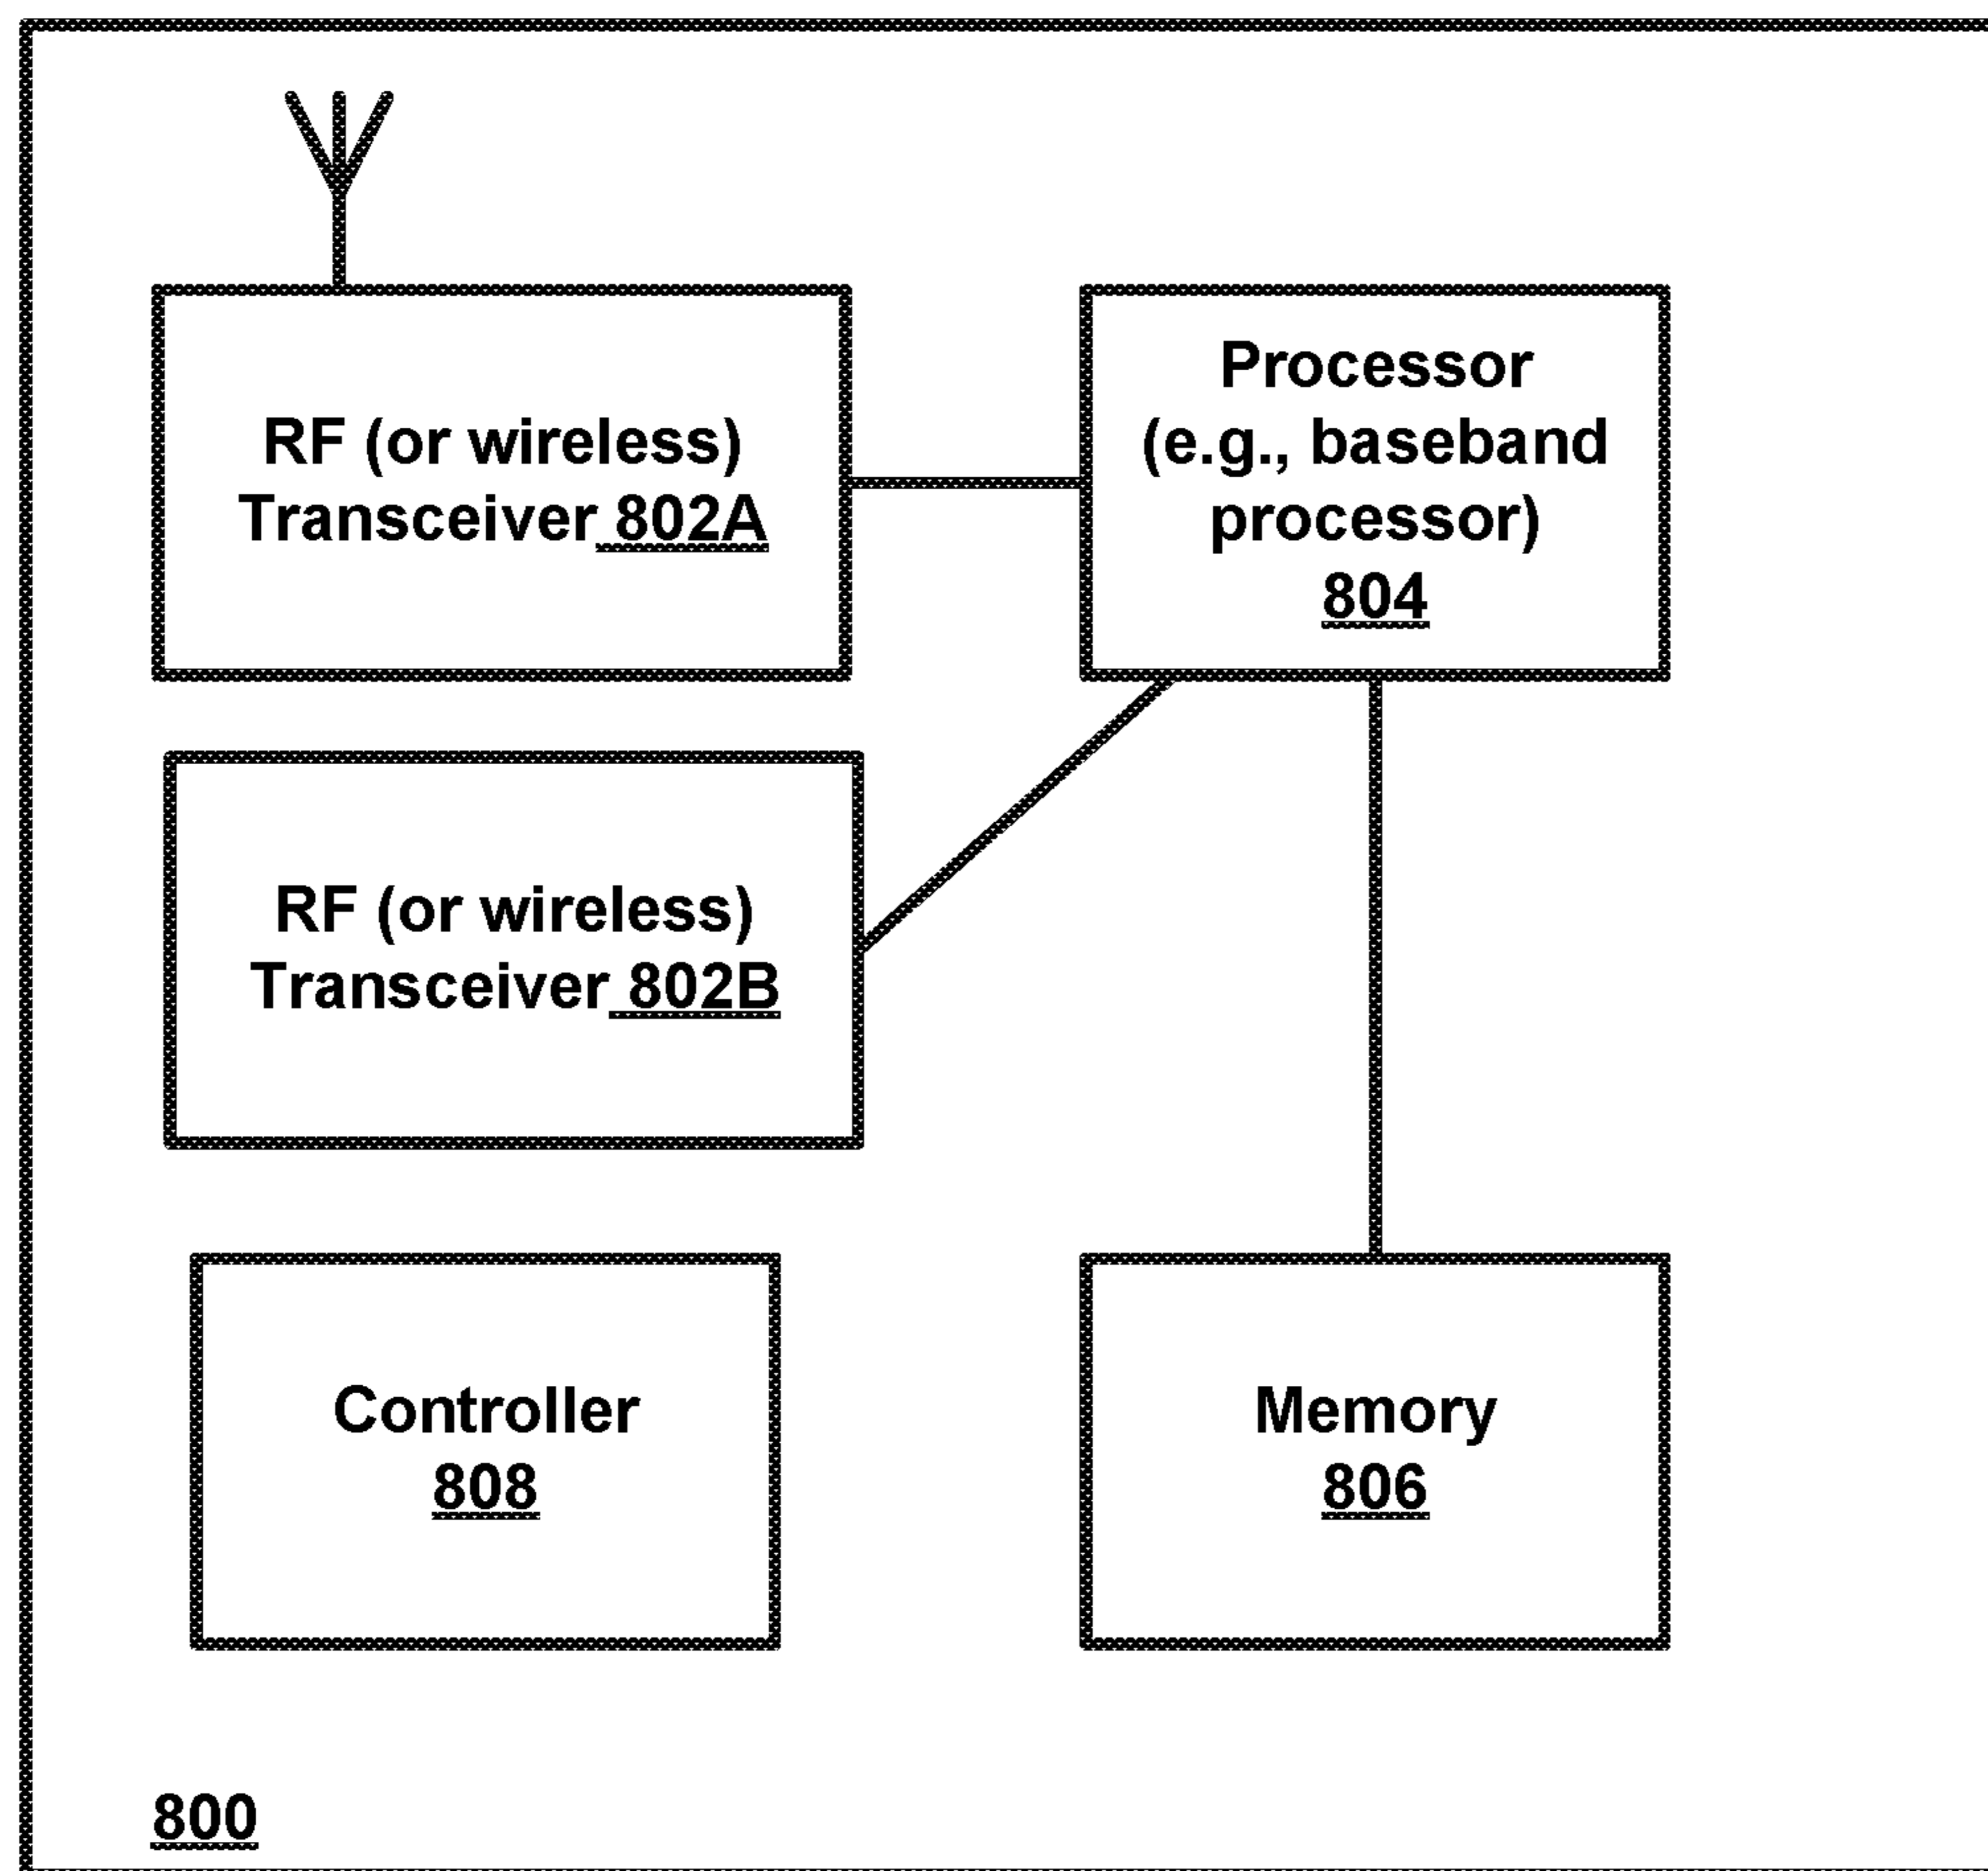 RF (or wireless)
Transceiver 802A
Processor
(e.g., baseband
processor)
804
RF (or wireless)
Transceiver 802B
Controller
808
Memory
806
800